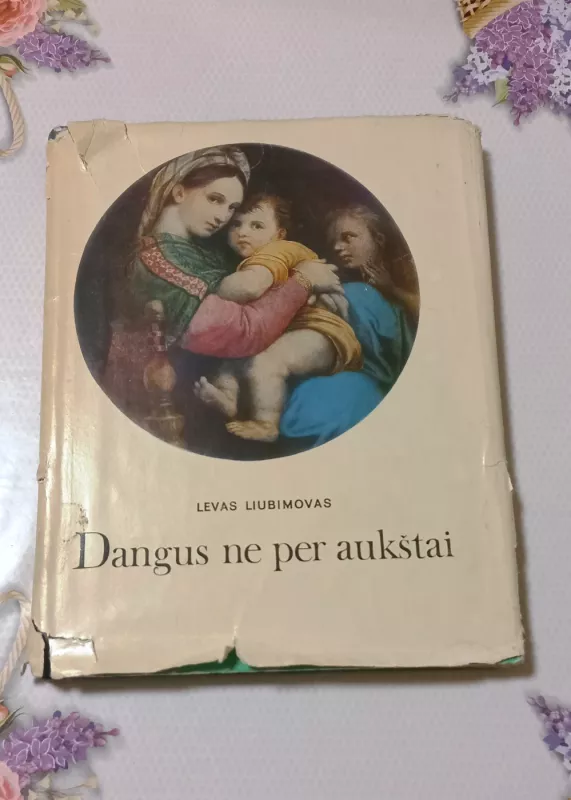 LEVAS LIUBIMOVAS
Dangus ne per aukštai